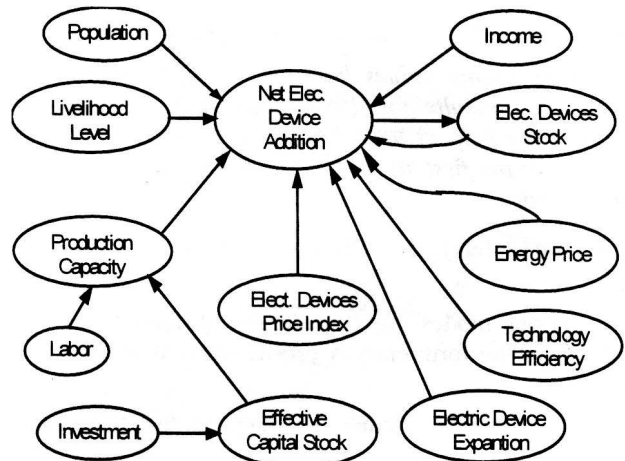 Population
Income
Livelihood
Level
Net Elec.
Device
Addition
Elec. Devices
Stock
Production
Capacity
Energy Price
Elect. Devices
Price Index
Technology
Efficiency
Labor
Investment
Effective
Capital Stock
Electric Device
Expantion